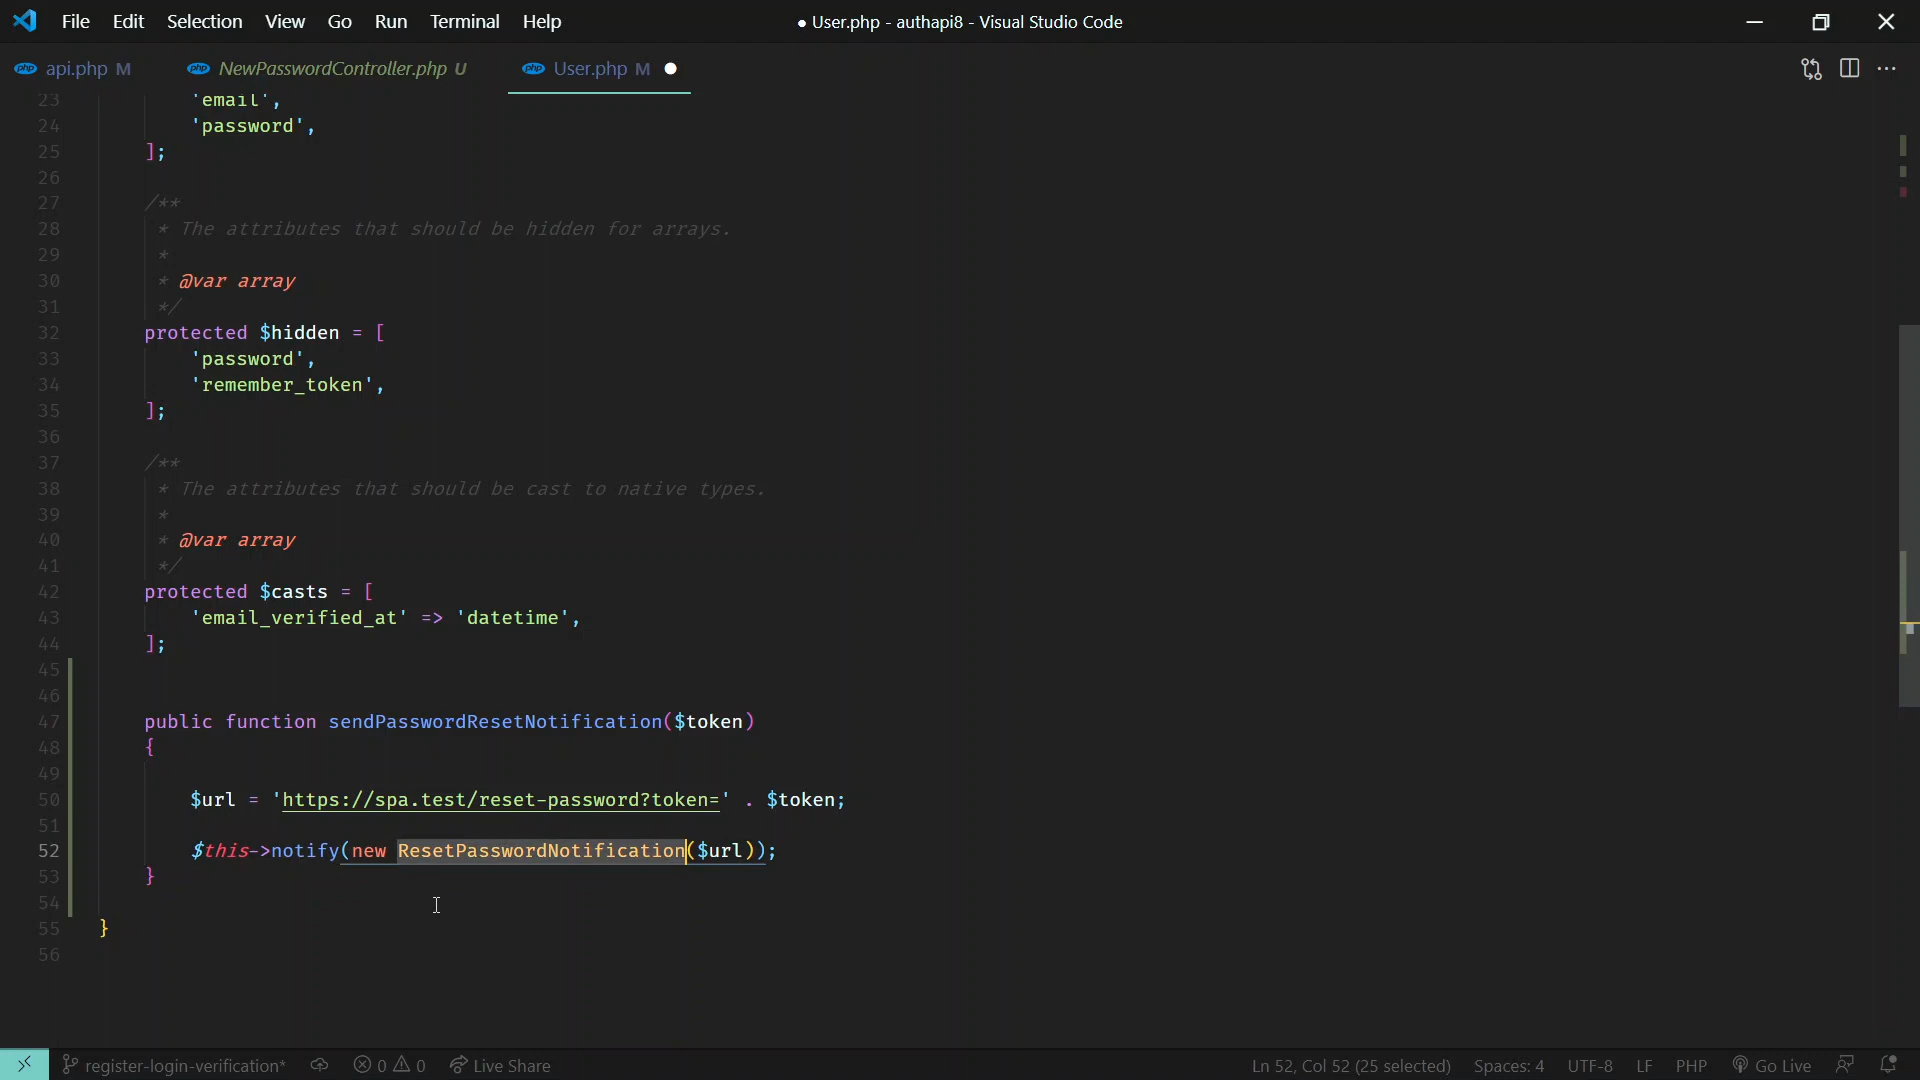 File Edit Selection View Go Run Terminal Help ● User.php - authapi8 - Visual Studio Code
api.php M NewPasswordController.php U User.php M ●
23 'email',
24 'password',
25 ];
26
27 /**
28 * The attributes that should be hidden for arrays.
29 *
30 * @var array
31 */
32 protected $hidden = [
33 'password',
34 'remember_token',
35 ];
36
37 /**
38 * The attributes that should be cast to native types.
39 *
40 * @var array
41 */
42 protected $casts = [
43 'email_verified_at' => 'datetime',
44 ];
45
46
47 public function sendPasswordResetNotification($token)
48 {
49
50 $url = 'https://spa.test/reset-password?token=' . $token;
51
52 $this->notify(new ResetPasswordNotification($url));
53 }
54
55 }
56
register-login-verification* 0 0 Live Share Ln 52, Col 52 (25 selected) Spaces: 4 UTF-8 LF PHP Go Live